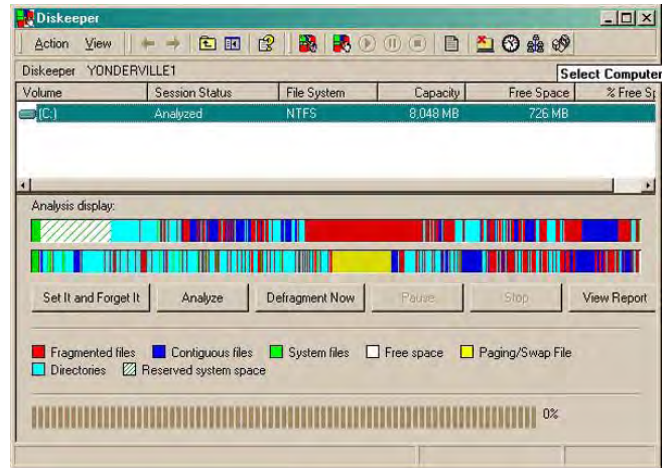 Diskeeper
Action View
Diskeeper YONDERVILLE1
Select Computer
Volume Session Status File System Capacity Free Space % Free Sp
(C:) Analyzed NTFS 8,048 MB 726 MB
Analysis display:
Set It and Forget It Analyze Defragment Now Pause Stop View Report
Fragmented files Contiguous files System files Free space Paging/Swap File
Directories Reserved system space
0%